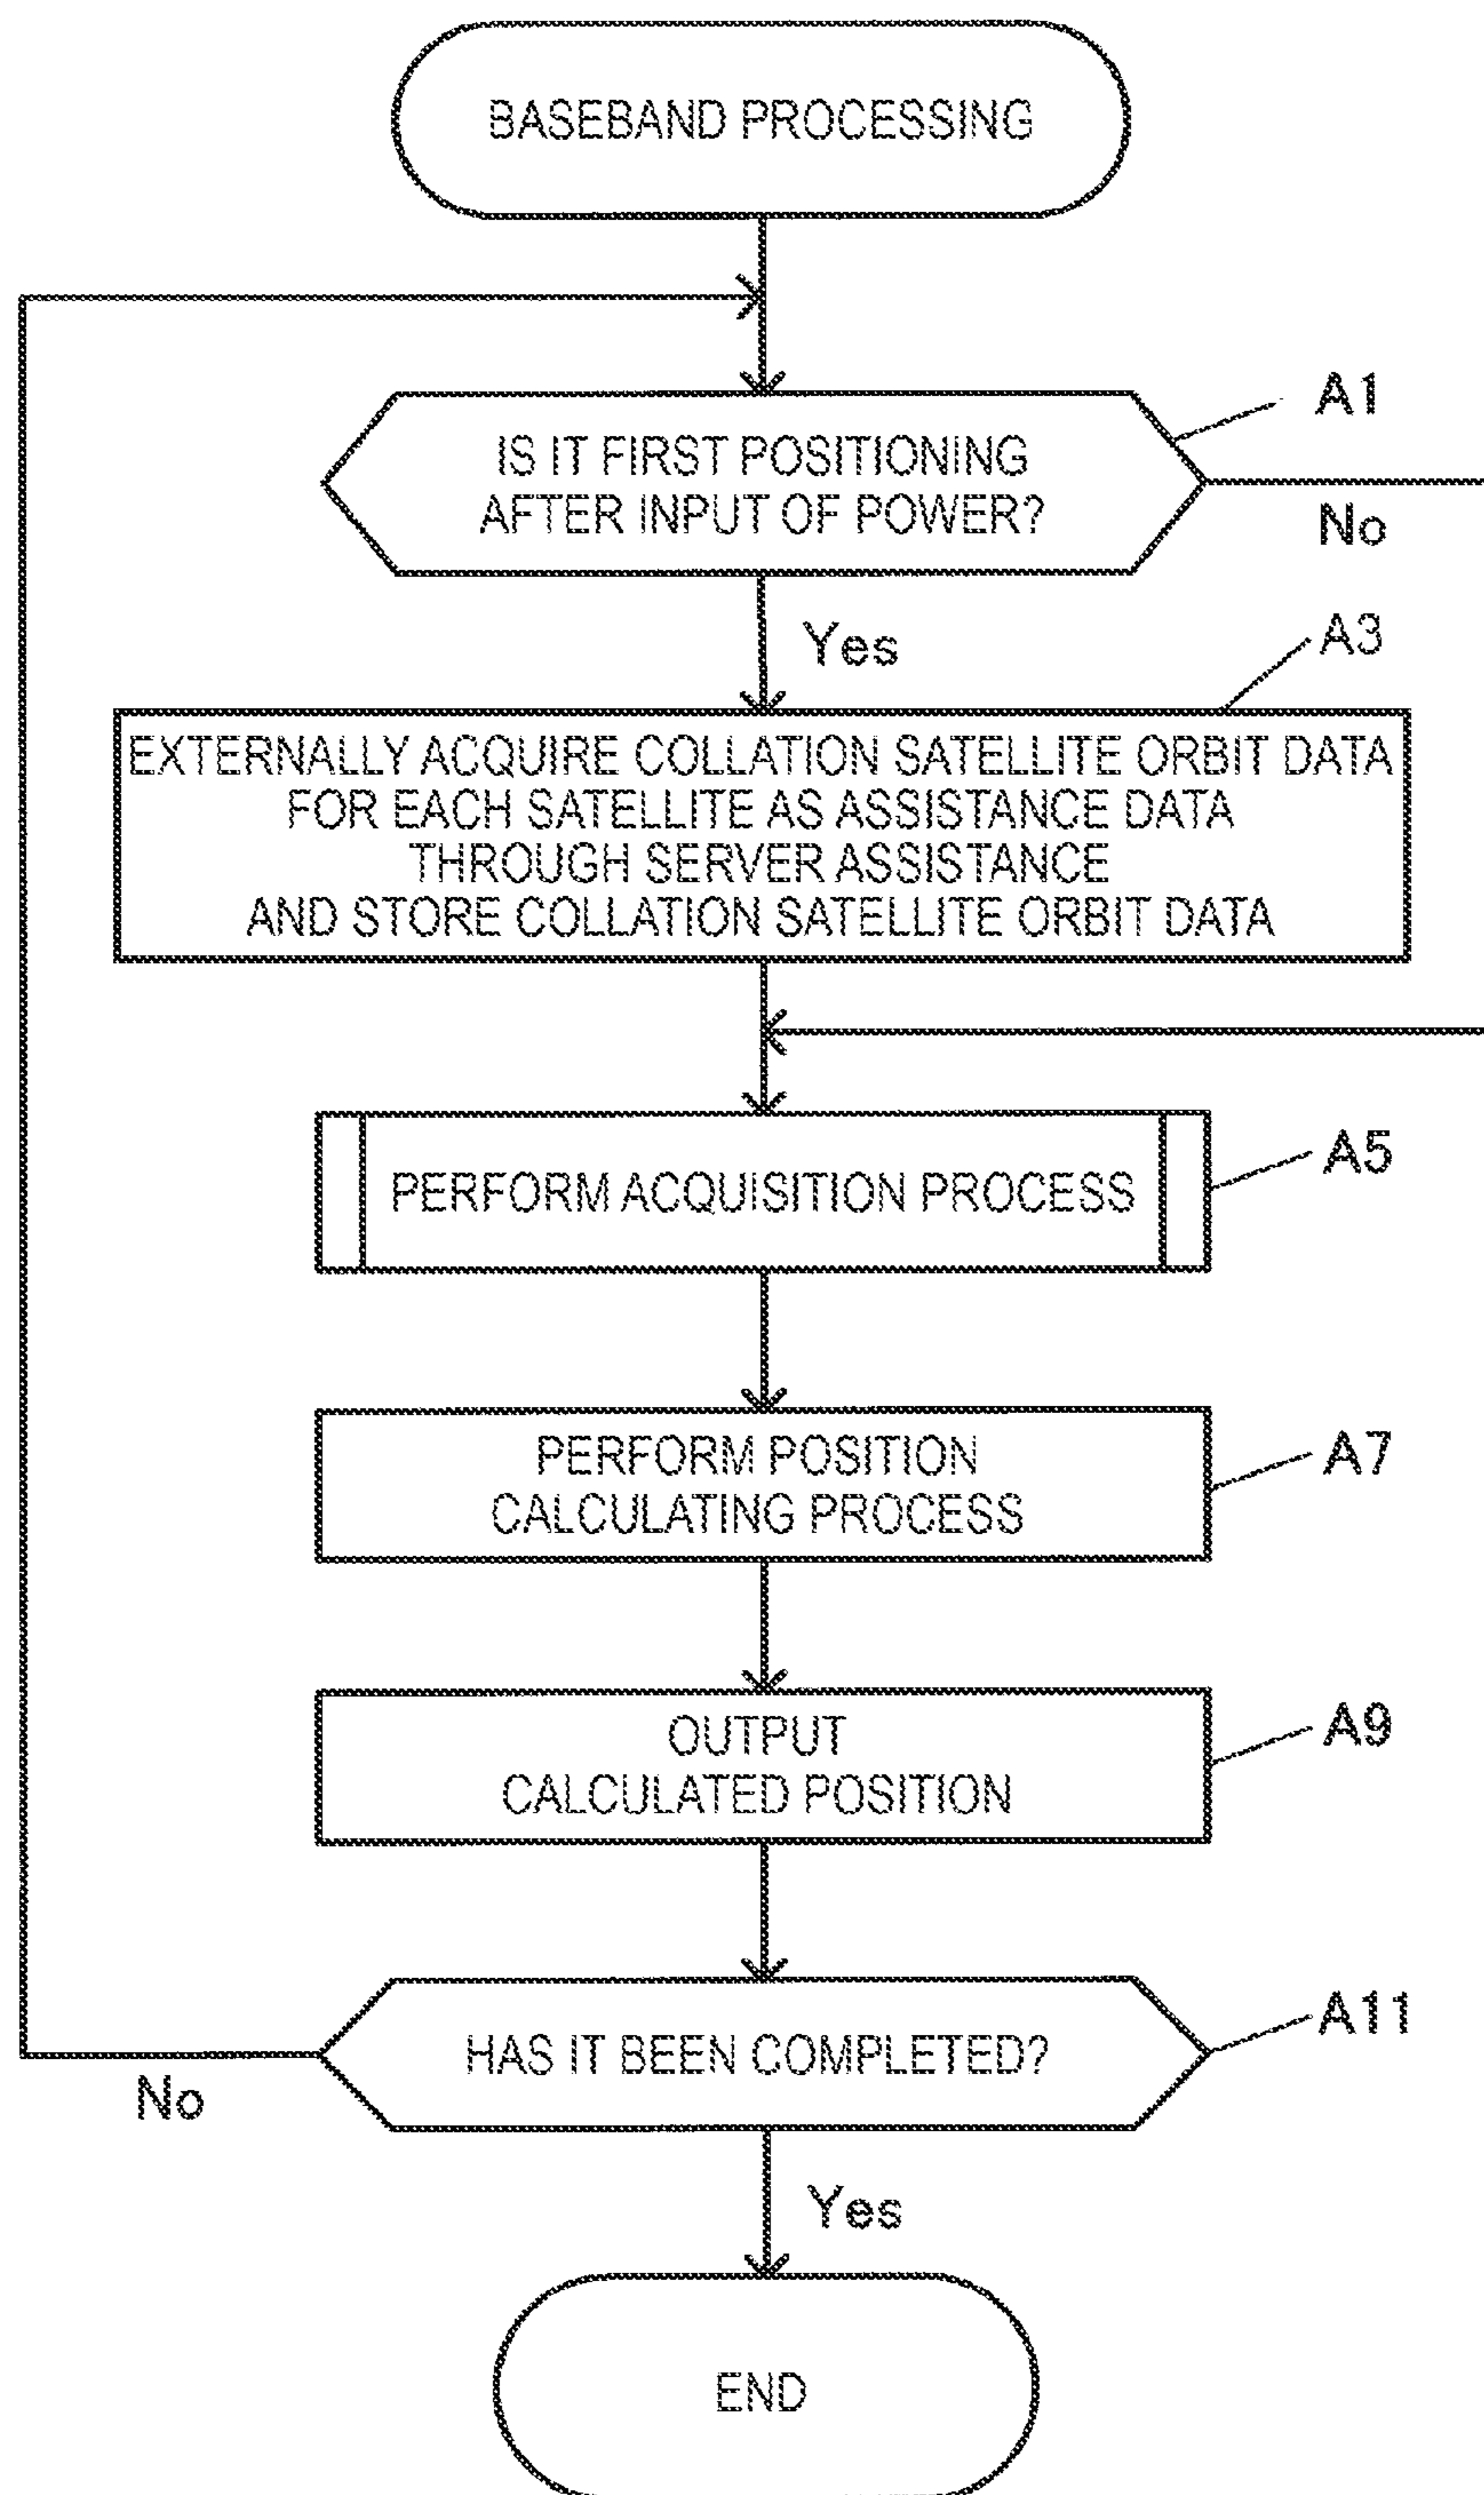 BASEBAND PROCESSING
A1
IS IT FIRST POSITIONING
AFTER INPUT OF POWER?
No
Yes
A3
EXTERNALLY ACQUIRE COLLATION SATELLITE ORBIT DATA
FOR EACH SATELLITE AS ASSISTANCE DATA
THROUGH SERVER ASSISTANCE
AND STORE COLLATION SATELLITE ORBIT DATA
A5
PERFORM ACQUISITION PROCESS
A7
PERFORM POSITION
CALCULATING PROCESS
A9
OUTPUT
CALCULATED POSITION
A11
HAS IT BEEN COMPLETED?
No
Yes
END